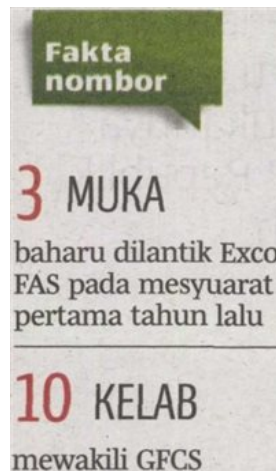 Fakta
nombor
3 MUKA
baharu dilantik Exco
FAS pada mesyuarat
pertama tahun lalu
10 KELAB
mewakili GFCS